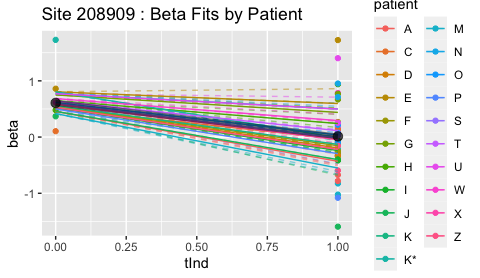 Site 208909 : Beta Fits by Patient
patient
A
C
D
E
F
G
H
I
J
K
K*
M
N
O
P
S
T
U
W
X
Z
beta
1
0
-1
0.00
0.25
0.50
0.75
1.00
tInd